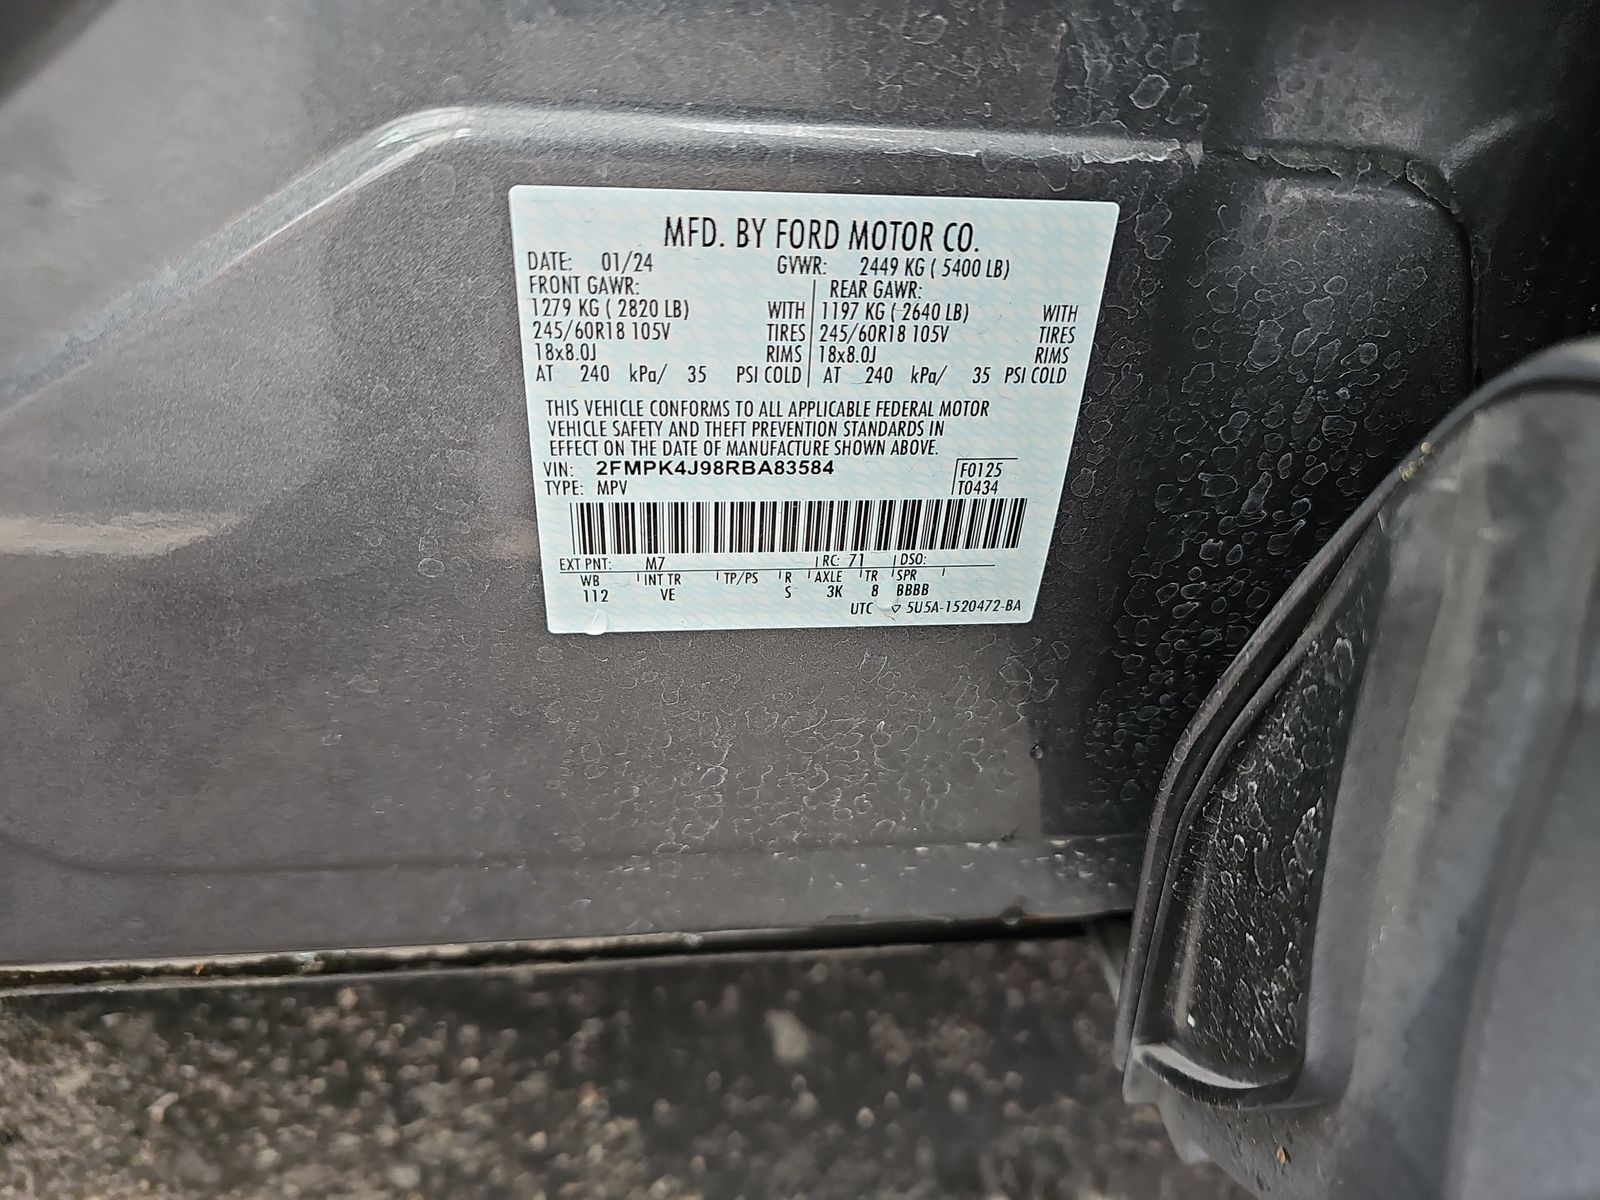 MFD. BY FORD MOTOR CO.
DATE: 01/24 GVWR: 2449 KG ( 5400 LB)
FRONT GAWR: REAR GAWR:
1279 KG ( 2820 LB) WITH 1197 KG ( 2640 LB) WITH
245/60R18 105V TIRES 245/60R18 105V TIRES
18x8.0J RIMS 18x8.0J RIMS
AT 240 kPa/ 35 PSI COLD AT 240 kPa/ 35 PSI COLD
THIS VEHICLE CONFORMS TO ALL APPLICABLE FEDERAL MOTOR
VEHICLE SAFETY AND THEFT PREVENTION STANDARDS IN
EFFECT ON THE DATE OF MANUFACTURE SHOWN ABOVE.
VIN: 2FMPK4J98RBA83584 F0125
TYPE: MPV T0434
EXT PNT: M7 RC: 71 DSO:
WB INT TR TP/PS R AXLE TR SPR
112 VE S 3K 8 BBBB
UTC ▽ 5U5A-1520472-BA